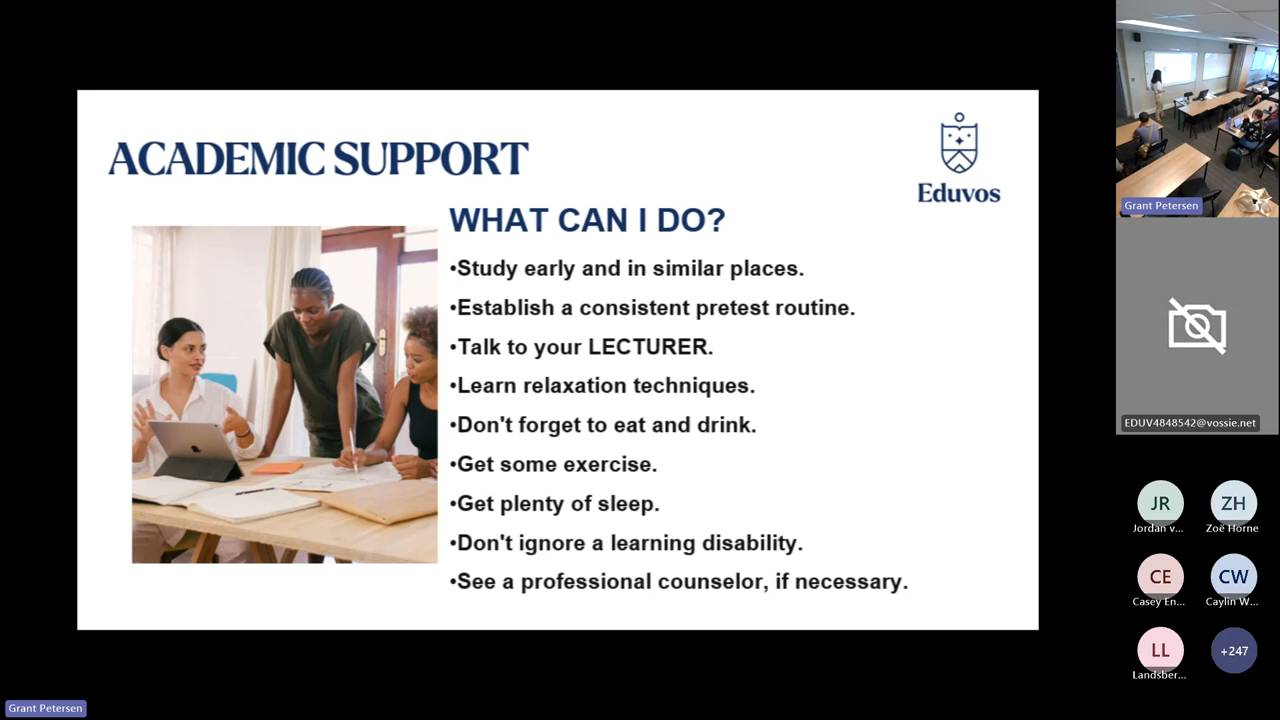 ACADEMIC SUPPORT
Eduvos
WHAT CAN I DO?
•Study early and in similar places.
•Establish a consistent pretest routine.
•Talk to your LECTURER.
•Learn relaxation techniques.
•Don't forget to eat and drink.
•Get some exercise.
•Get plenty of sleep.
•Don't ignore a learning disability.
•See a professional counselor, if necessary.
Grant Petersen
EDUV4848542@vossie.net
JR
ZH
Jordan v...
Zoë Horne
CE
CW
Casey En...
Caylin W...
LL
+247
Landsber...
Grant Petersen